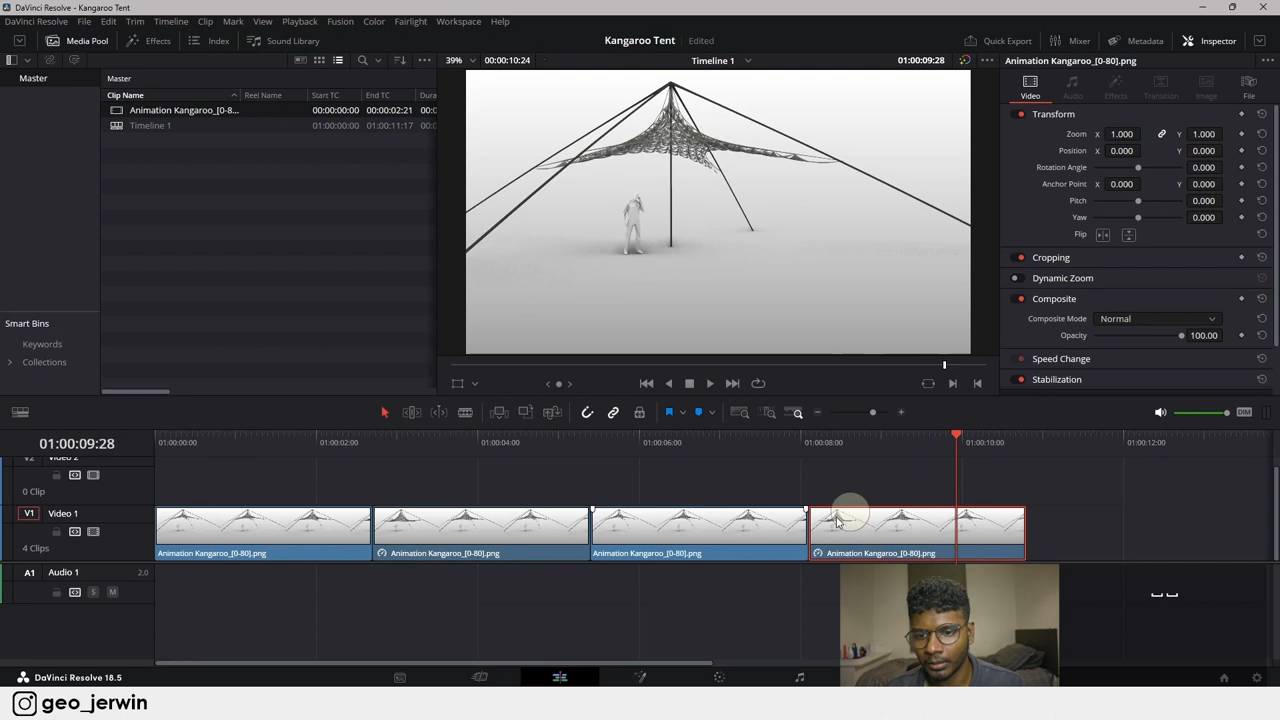 DaVinci Resolve - Kangaroo Tent
DaVinci Resolve File Edit Trim Timeline Clip Mark View Playback Fusion Color Fairlight Workspace Help
Media Pool Effects Index Sound Library Kangaroo Tent Edited Quick Export Mixer Metadata Inspector
39% 00:00:10:24 Timeline 1 01:00:09:28 Animation Kangaroo_[0-80].png
Master Master
Clip Name Reel Name Start TC End TC Dura
Animation Kangaroo_[0-8... 00:00:00:00 00:00:02:21 00:0
Timeline 1 01:00:00:00 01:00:11:17 00:0
Smart Bins
Keywords
Collections
Video Audio Effects Transition Image File
Transform
Zoom X 1.000 Y 1.000
Position X 0.000 Y 0.000
Rotation Angle 0.000
Anchor Point X 0.000 Y 0.000
Pitch 0.000
Yaw 0.000
Flip
Cropping
Dynamic Zoom
Composite
Composite Mode Normal
Opacity 100.00
Speed Change
Stabilization
DIM
01:00:09:28 01:00:00:00 01:00:02:00 01:00:04:00 01:00:06:00 01:00:08:00 01:00:10:00 01:00:12:00
V2 Video 2
0 Clip
V1 Video 1
4 Clips
Animation Kangaroo_[0-80].png Animation Kangaroo_[0-80].png Animation Kangaroo_[0-80].png Animation Kangaroo_[0-80].png
A1 Audio 1 2.0
S M
DaVinci Resolve 18.5
geo_jerwin